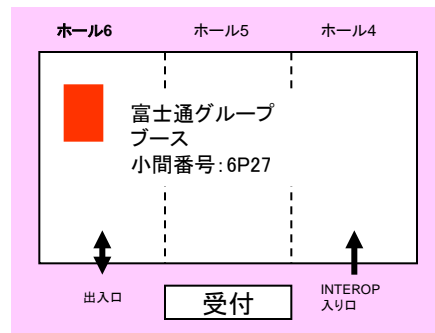 ホール6
ホール5
ホール4
富士通グループ
ブース
小間番号:6P27
出入口
受付
INTEROP
入り口